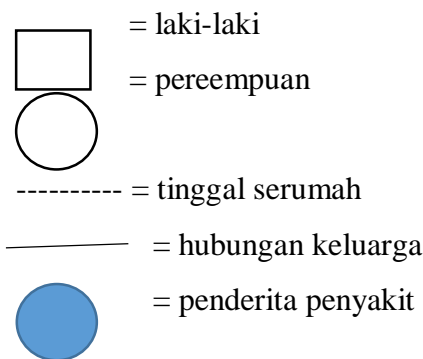 = laki-laki
= pereempuan
= tinggal serumah
= hubungan keluarga
= penderita penyakit